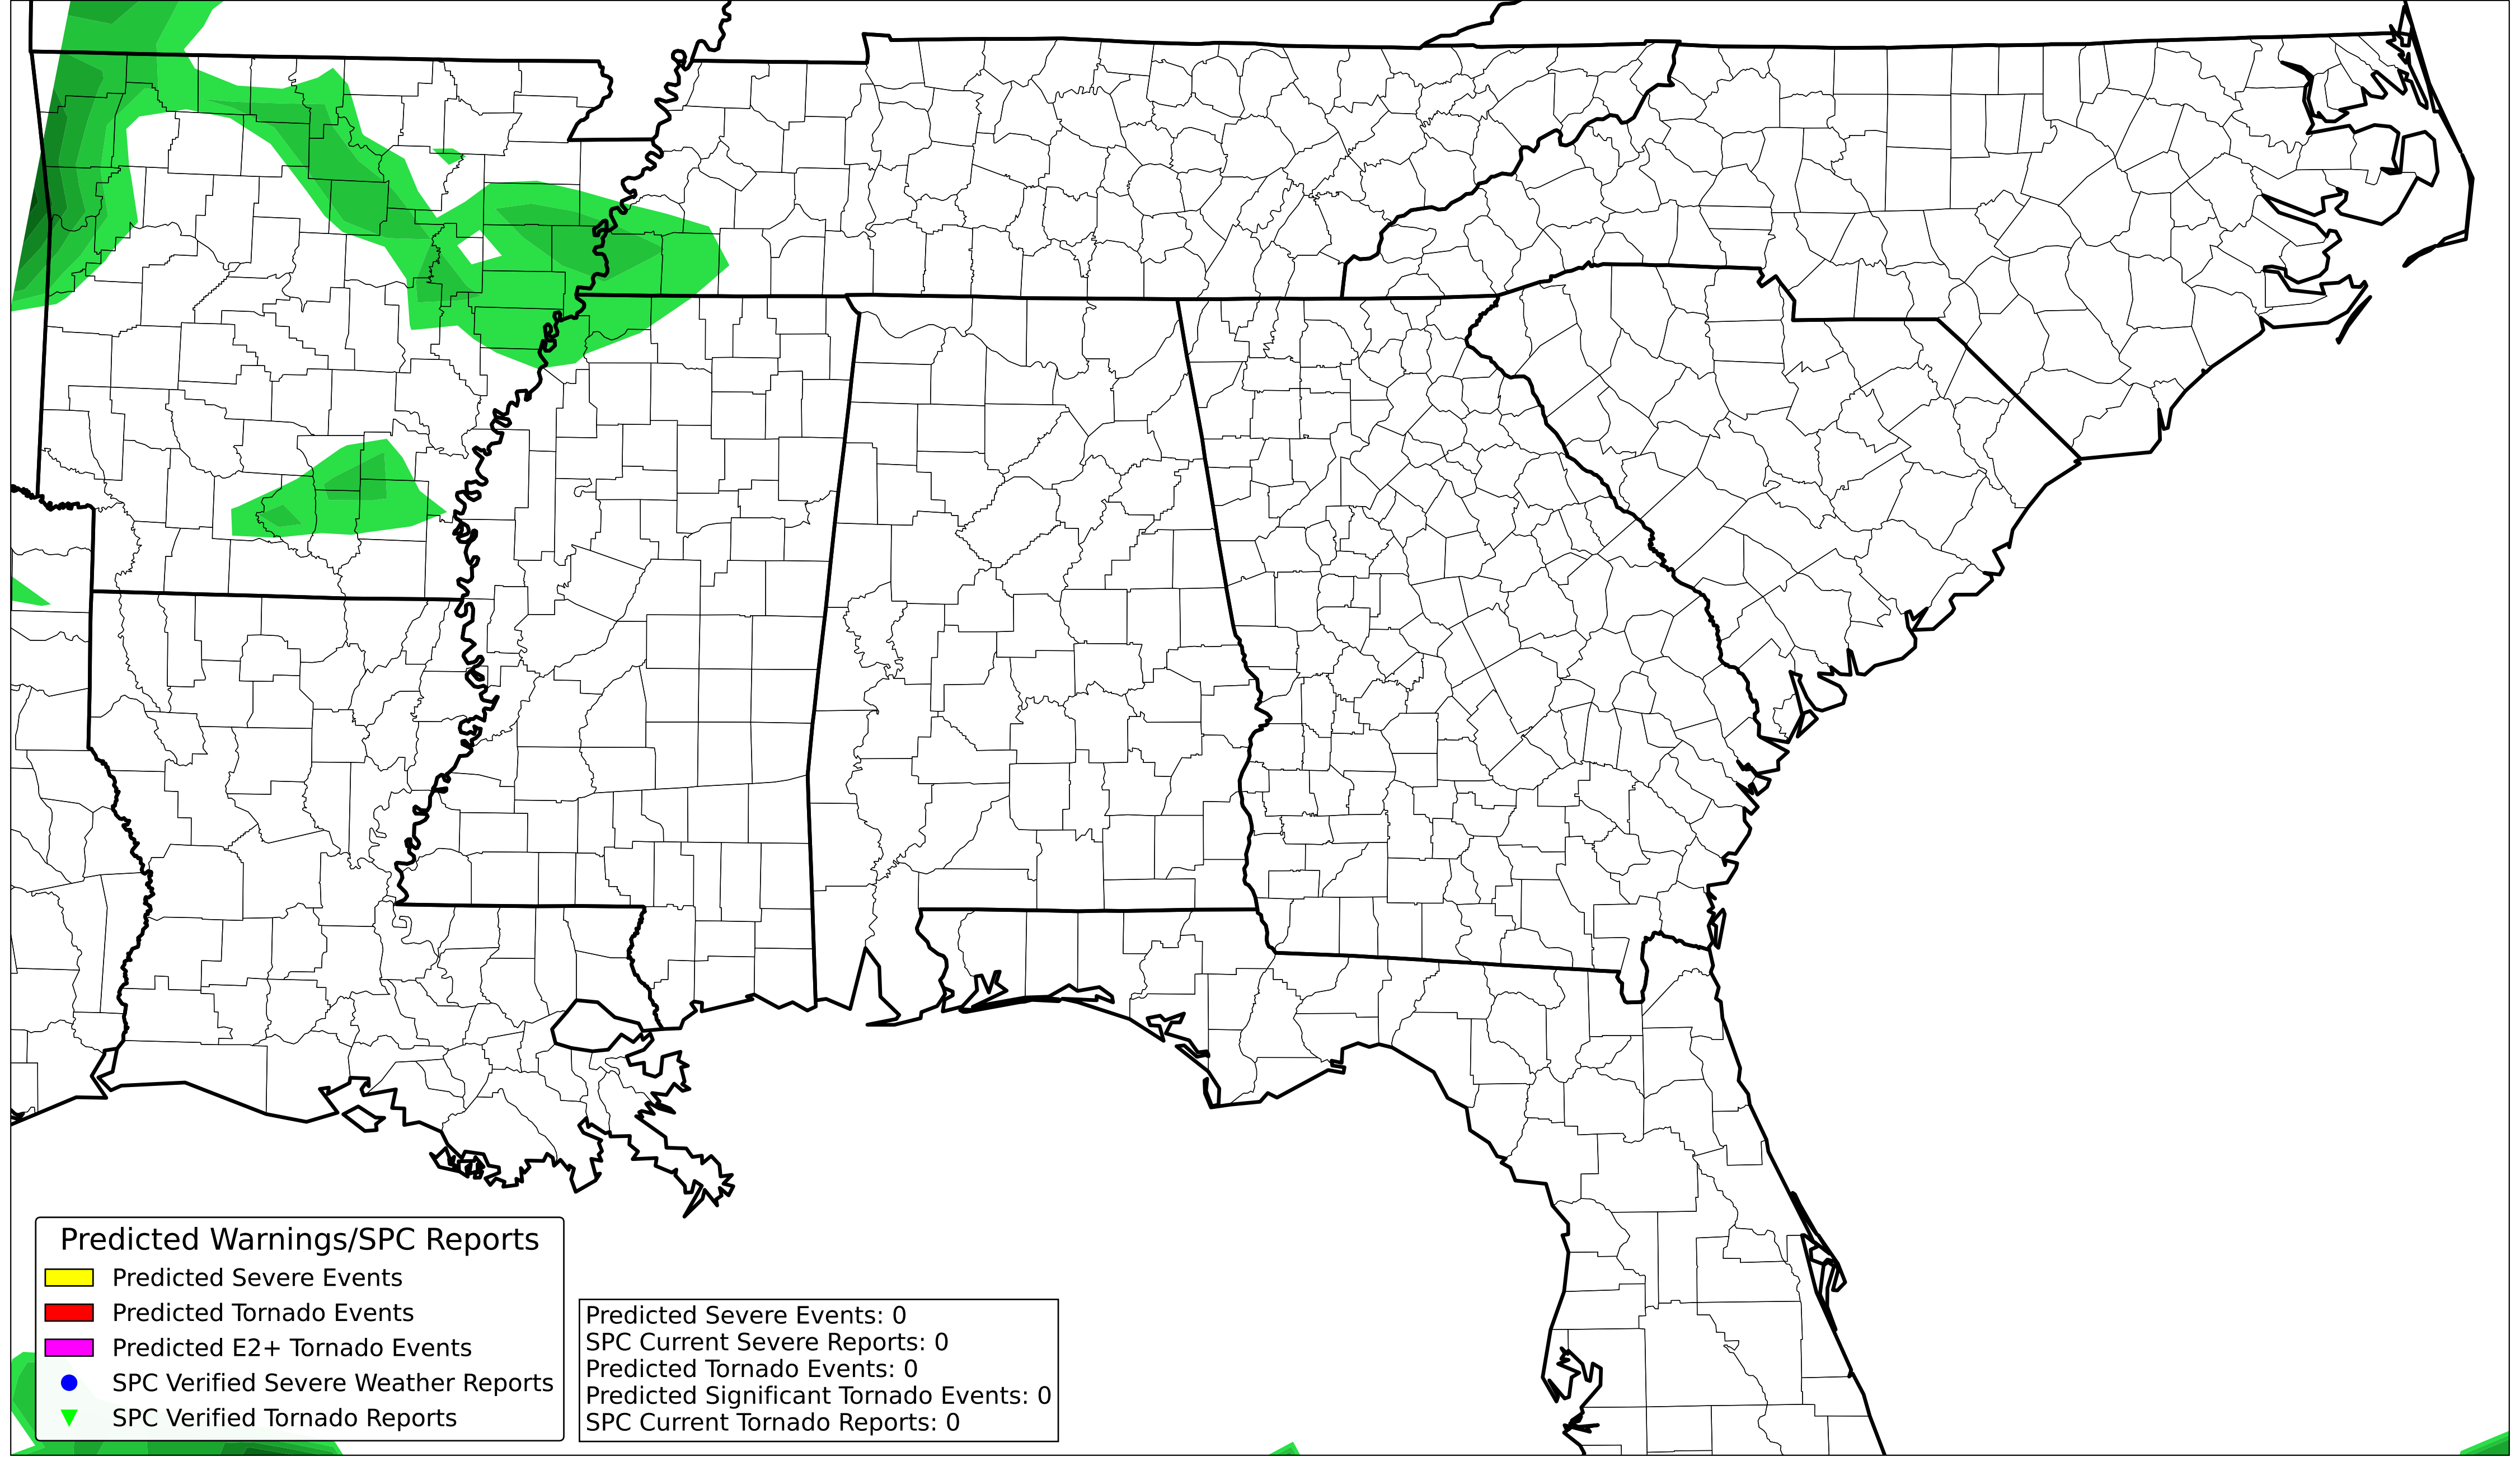 Predicted Warnings/SPC Reports
Predicted Severe Events
Predicted Tornado Events
Predicted E2+ Tornado Events
SPC Verified Severe Weather Reports
SPC Verified Tornado Reports
Predicted Severe Events: 0
SPC Current Severe Reports: 0
Predicted Tornado Events: 0
Predicted Significant Tornado Events: 0
SPC Current Tornado Reports: 0